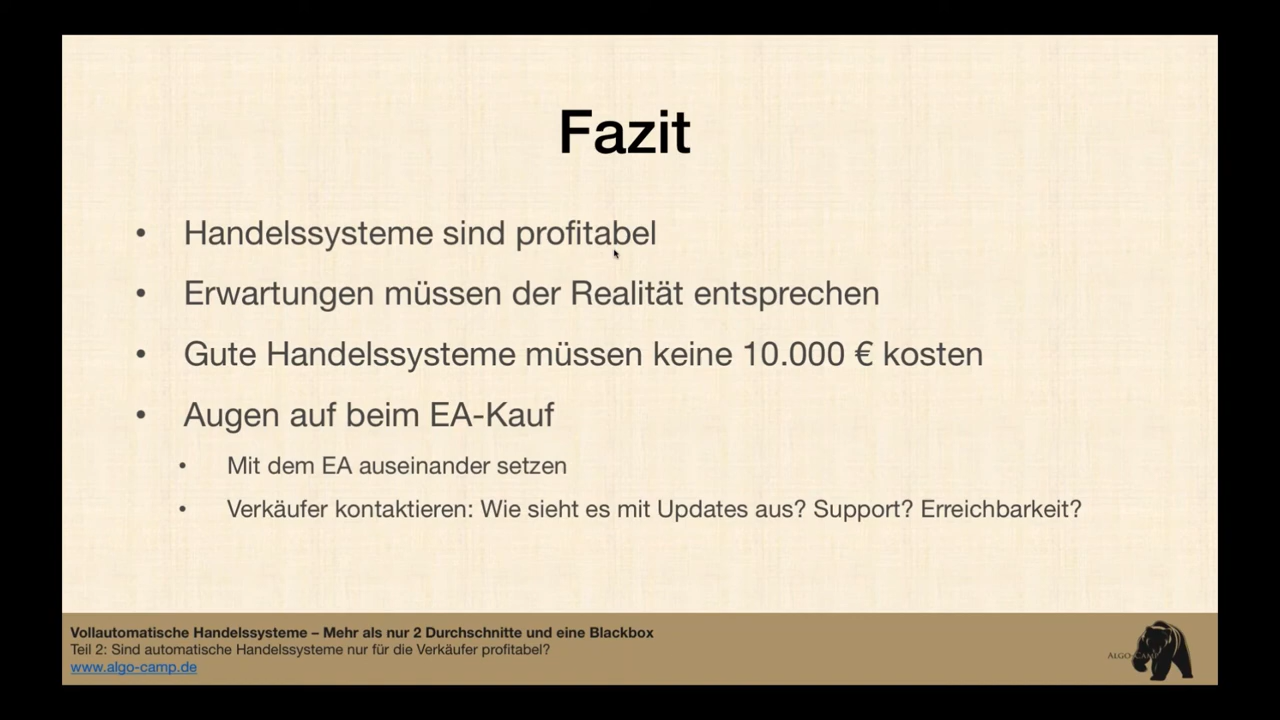 Fazit
• Handelssysteme sind profitabel
• Erwartungen müssen der Realität entsprechen
• Gute Handelssysteme müssen keine 10.000 € kosten
• Augen auf beim EA-Kauf
• Mit dem EA auseinander setzen
• Verkäufer kontaktieren: Wie sieht es mit Updates aus? Support? Erreichbarkeit?
Vollautomatische Handelssysteme – Mehr als nur 2 Durchschnitte und eine Blackbox
Teil 2: Sind automatische Handelssysteme nur für die Verkäufer profitabel?
www.algo-camp.de
ALGO-CAMP